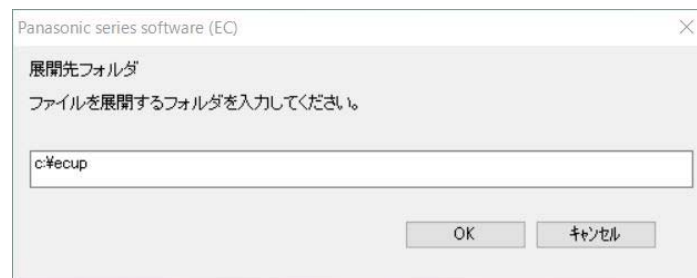 Panasonic series software (EC)
展開先フォルダ
ファイルを展開するフォルダを入力してください。
c:¥ecup
OK
ｷｬﾝｾﾙ